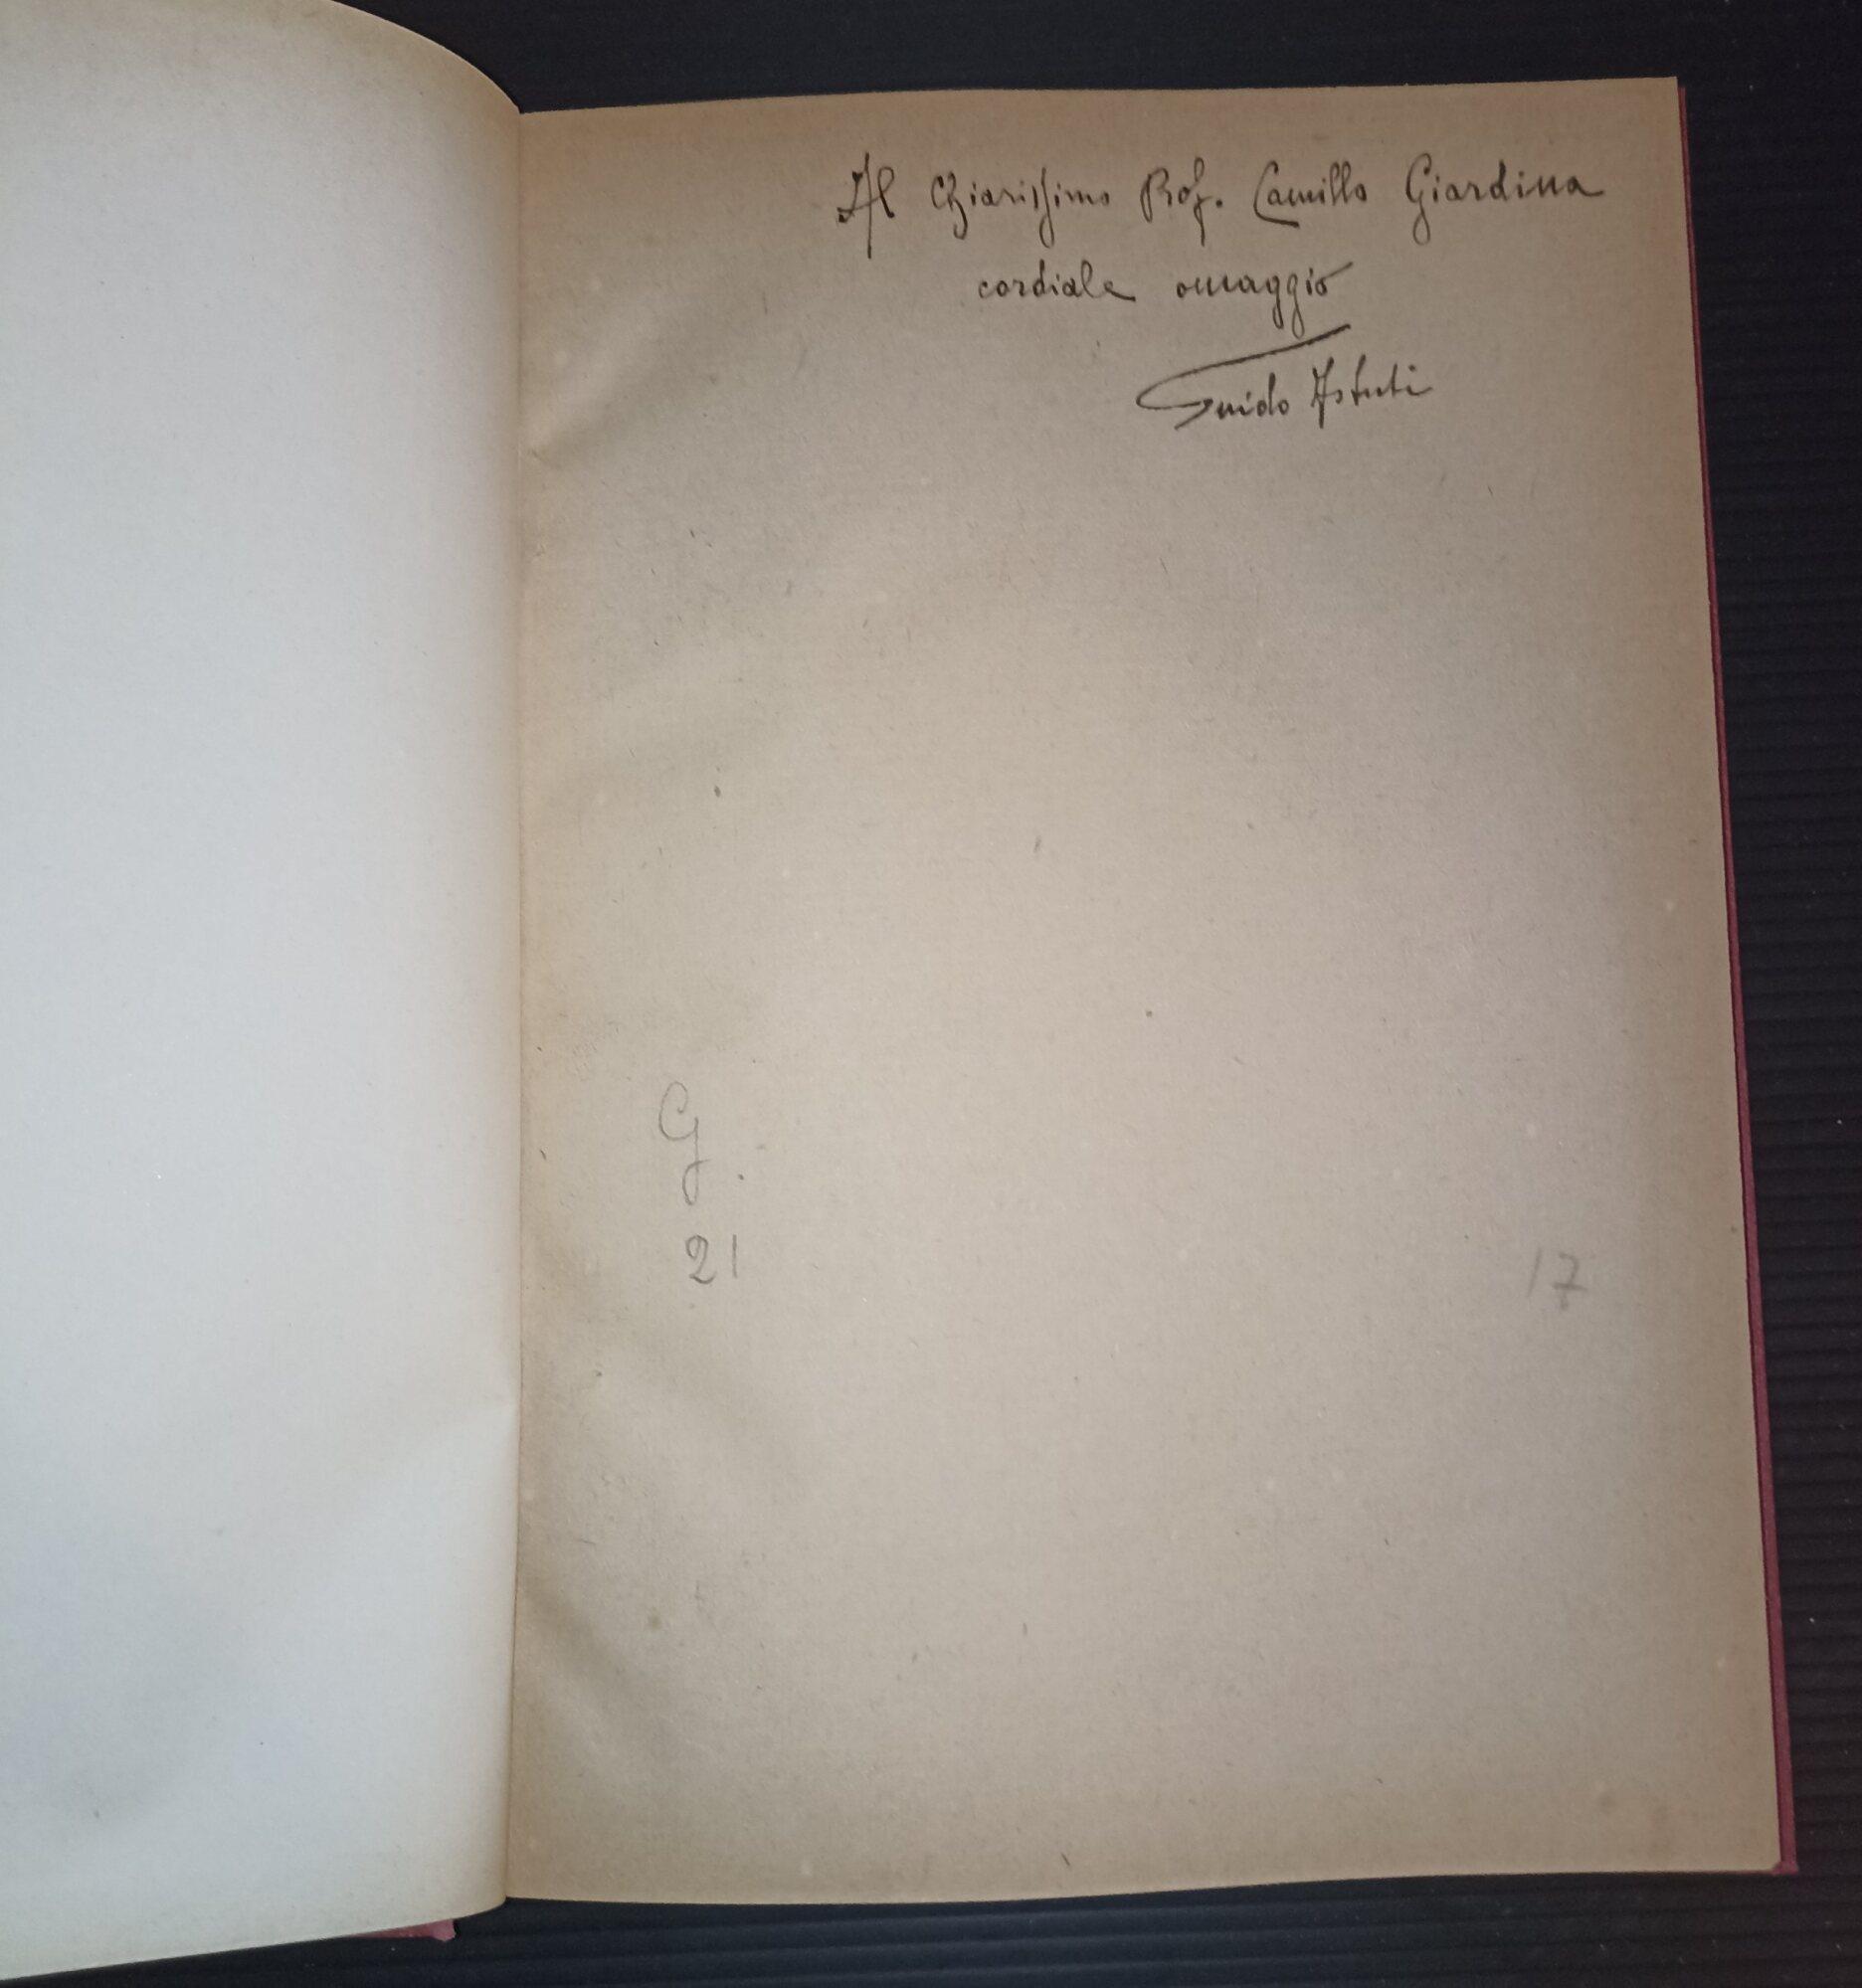 Al Chiarissimo Prof. Camillo Giardina
cordiale omaggio
Guido Astuti
G.
21
17